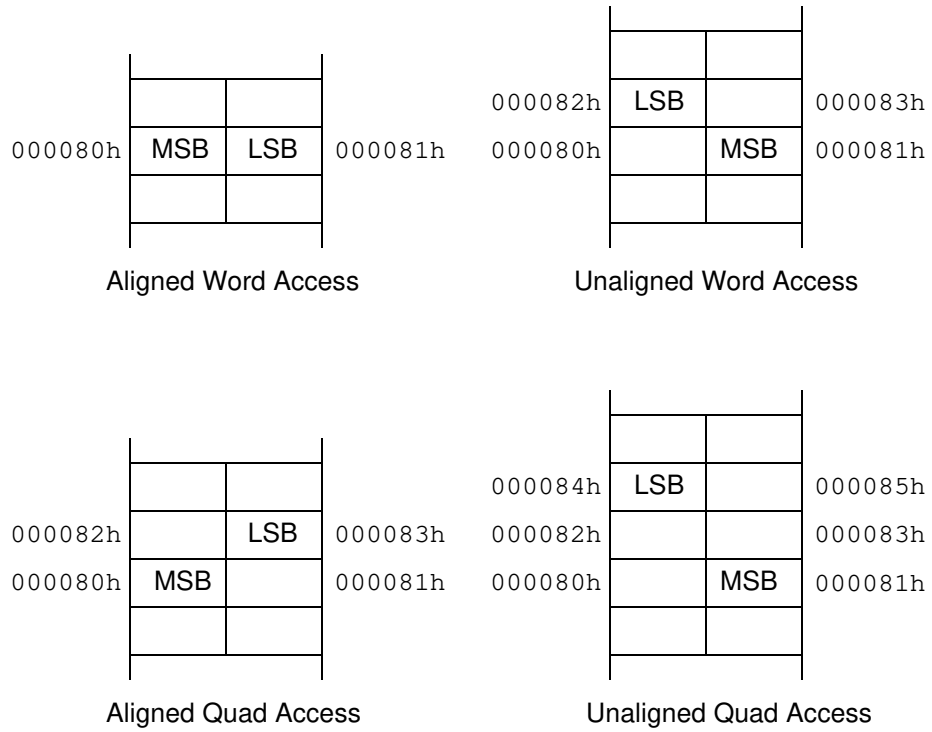 000080h MSB LSB 000081h
Aligned Word Access
000082h LSB 000083h
000080h MSB 000081h
Unaligned Word Access
000082h LSB 000083h
000080h MSB 000081h
Aligned Quad Access
000084h LSB 000085h
000082h 000083h
000080h MSB 000081h
Unaligned Quad Access